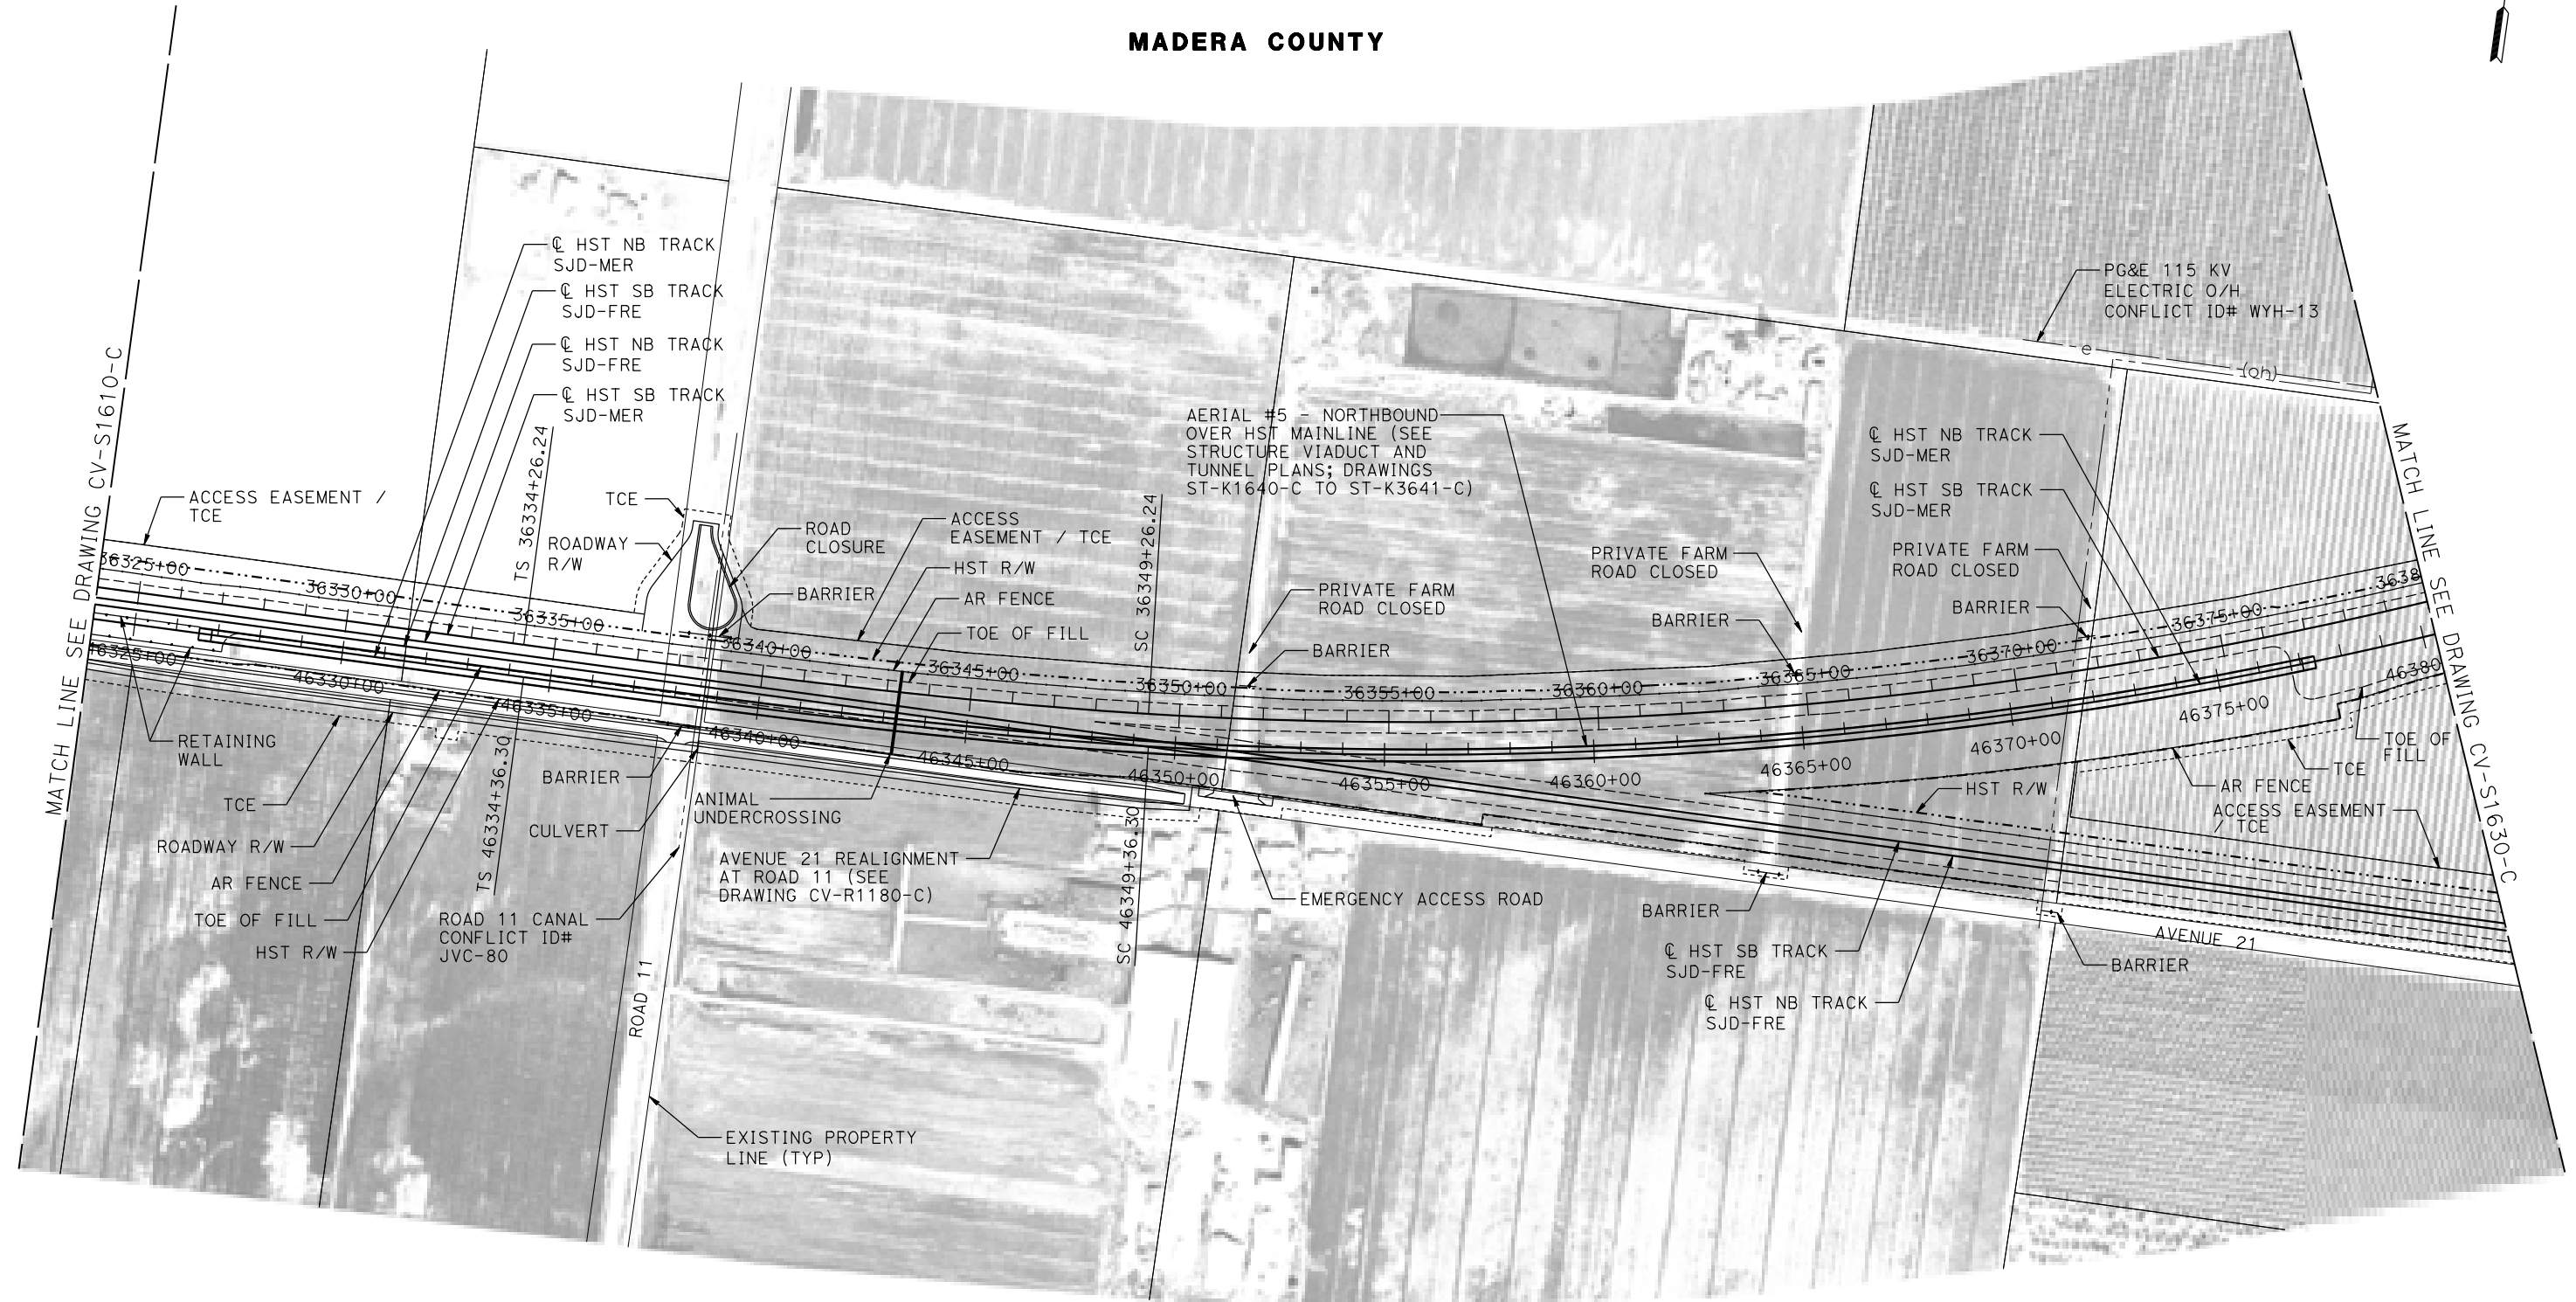 MADERA COUNTY
MATCH LINE SEE DRAWING CV-S1610-C
℄ HST NB TRACK
SJD-MER
℄ HST SB TRACK
SJD-FRE
℄ HST NB TRACK
SJD-FRE
℄ HST SB TRACK
SJD-MER
PG&E 115 KV
ELECTRIC O/H
CONFLICT ID# WYH-13
e
(oh)
AERIAL #5 - NORTHBOUND
OVER HST MAINLINE (SEE
STRUCTURE VIADUCT AND
TUNNEL PLANS; DRAWINGS
ST-K1640-C TO ST-K3641-C)
℄ HST NB TRACK
SJD-MER
℄ HST SB TRACK
SJD-MER
MATCH LINE SEE DRAWING CV-S1630-C
ACCESS EASEMENT /
TCE
TS 36334+26.24
TCE
ROADWAY
R/W
ROAD
CLOSURE
BARRIER
ACCESS
EASEMENT / TCE
HST R/W
AR FENCE
TOE OF FILL
SC 36349+26.24
PRIVATE FARM
ROAD CLOSED
BARRIER
PRIVATE FARM
ROAD CLOSED
BARRIER
PRIVATE FARM
ROAD CLOSED
BARRIER
36325+00
36330+00
36335+00
36340+00
36345+00
36350+00
36355+00
36360+00
36365+00
36370+00
36375+00
3638
46325+00
46330+00
46335+00
46340+00
46345+00
46350+00
46355+00
46360+00
46365+00
46370+00
46375+00
46380
RETAINING
WALL
TCE
ROADWAY R/W
AR FENCE
TOE OF FILL
HST R/W
TS 46334+36.30
BARRIER
CULVERT
ROAD 11 CANAL
CONFLICT ID#
JVC-80
ANIMAL
UNDERCROSSING
AVENUE 21 REALIGNMENT
AT ROAD 11 (SEE
DRAWING CV-R1180-C)
SC 46349+36.30
EMERGENCY ACCESS ROAD
BARRIER
℄ HST SB TRACK
SJD-FRE
℄ HST NB TRACK
SJD-FRE
HST R/W
TOE OF
FILL
TCE
AR FENCE
ACCESS EASEMENT
/ TCE
AVENUE 21
BARRIER
ROAD 11
EXISTING PROPERTY
LINE (TYP)